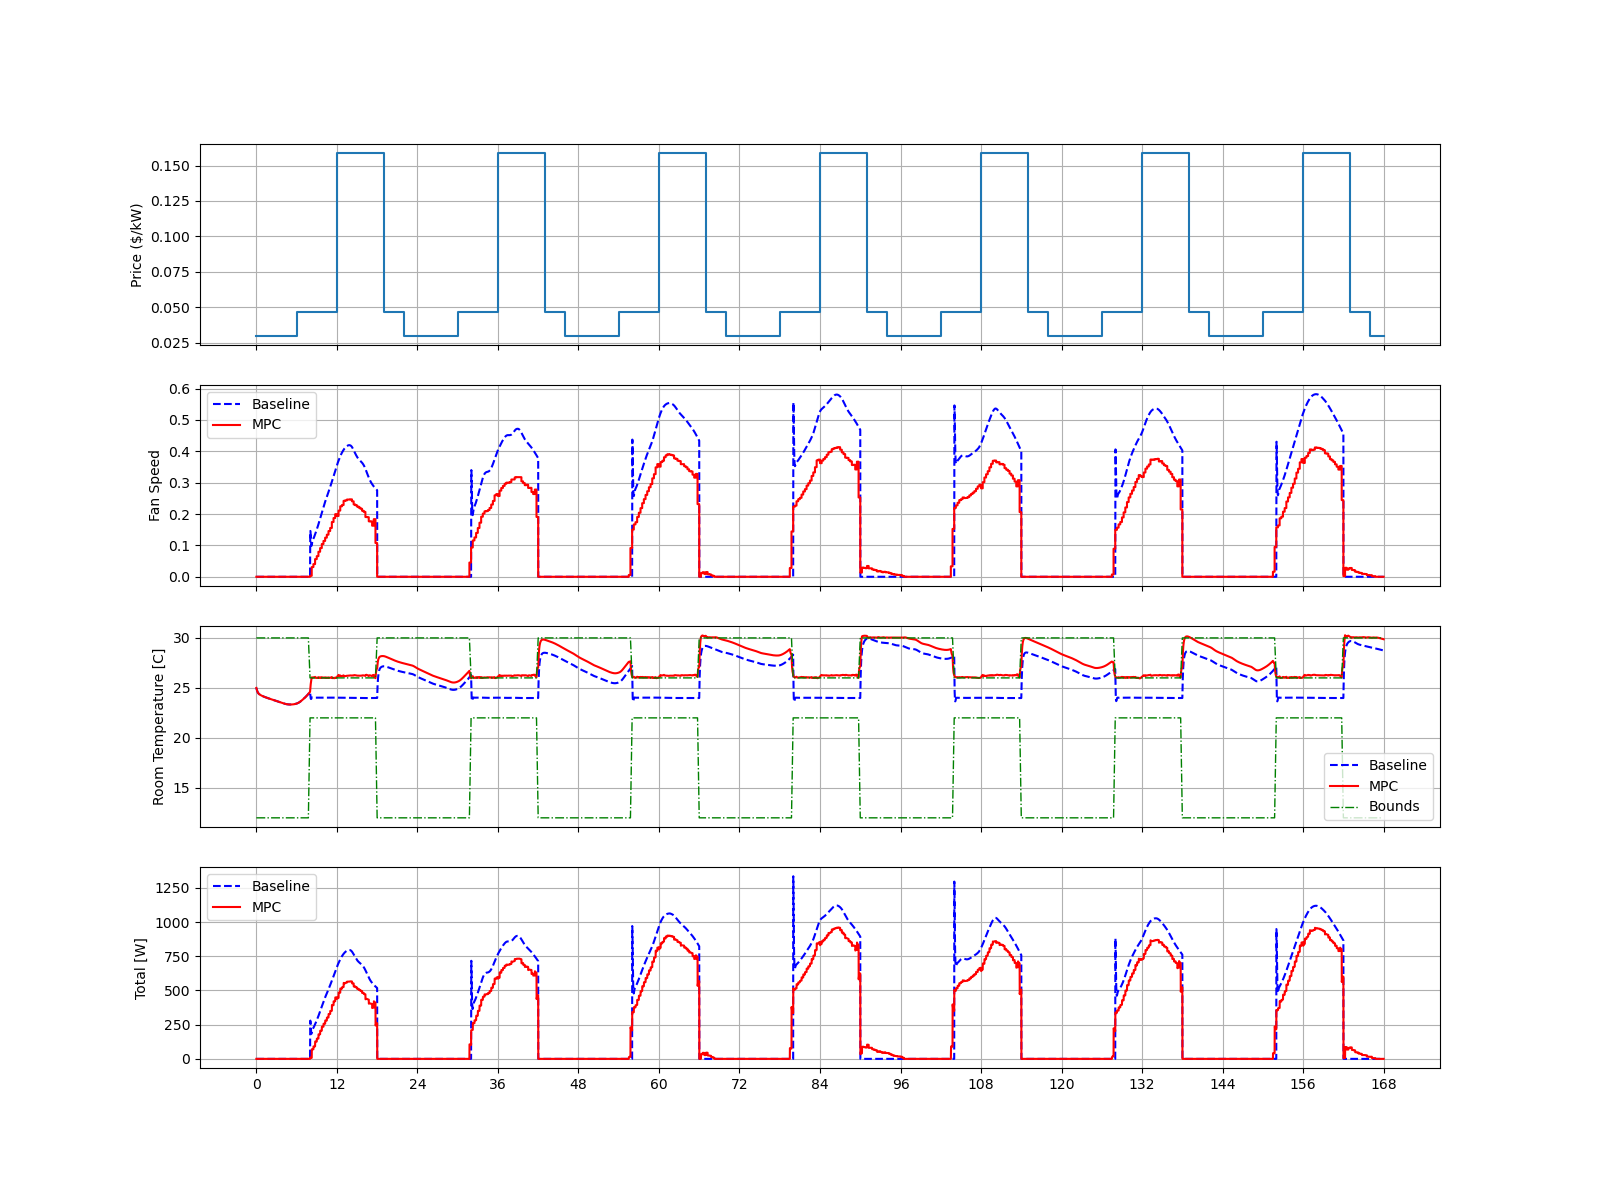 Price ($/kW)
0.150
0.125
0.100
0.075
0.050
0.025
Fan Speed
0.6
0.5
0.4
0.3
0.2
0.1
0.0
Baseline
MPC
Room Temperature [C]
30
25
20
15
Baseline
MPC
Bounds
Total [W]
1250
1000
750
500
250
0
Baseline
MPC
0 12 24 36 48 60 72 84 96 108 120 132 144 156 168